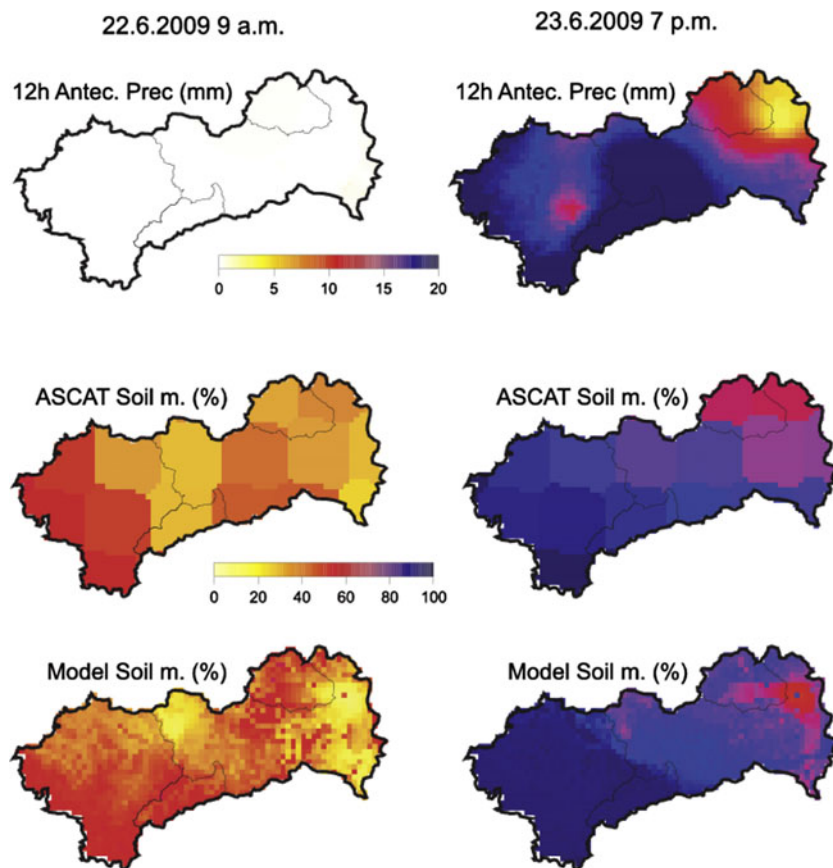 22.6.2009 9 a.m.
23.6.2009 7 p.m.
12h Antec. Prec (mm)
12h Antec. Prec (mm)
0 5 10 15 20
ASCAT Soil m. (%)
ASCAT Soil m. (%)
0 20 40 60 80 100
Model Soil m. (%)
Model Soil m. (%)